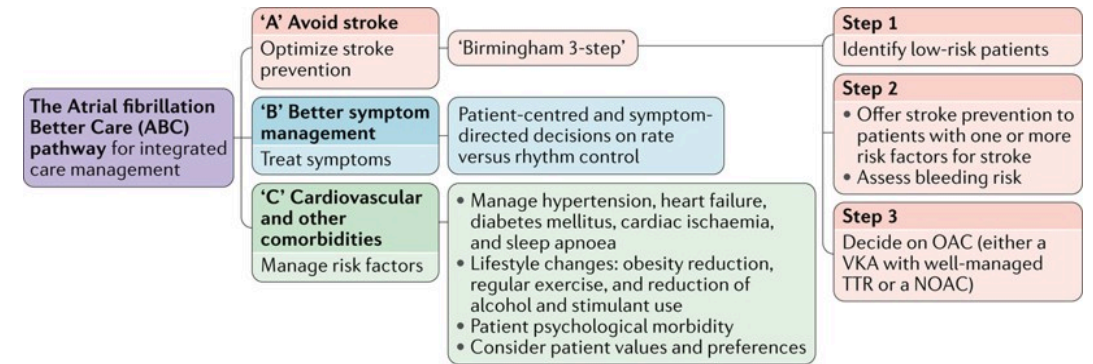 The Atrial fibrillation
Better Care (ABC)
pathway for integrated
care management
‘A’ Avoid stroke
Optimize stroke
prevention
‘Birmingham 3-step’
Step 1
Identify low-risk patients
Step 2
• Offer stroke prevention to
patients with one or more
risk factors for stroke
• Assess bleeding risk
Step 3
Decide on OAC (either a
VKA with well-managed
TTR or a NOAC)
‘B’ Better symptom
management
Treat symptoms
Patient-centred and symptom-
directed decisions on rate
versus rhythm control
‘C’ Cardiovascular
and other
comorbidities
Manage risk factors
• Manage hypertension, heart failure,
diabetes mellitus, cardiac ischaemia,
and sleep apnoea
• Lifestyle changes: obesity reduction,
regular exercise, and reduction of
alcohol and stimulant use
• Patient psychological morbidity
• Consider patient values and preferences